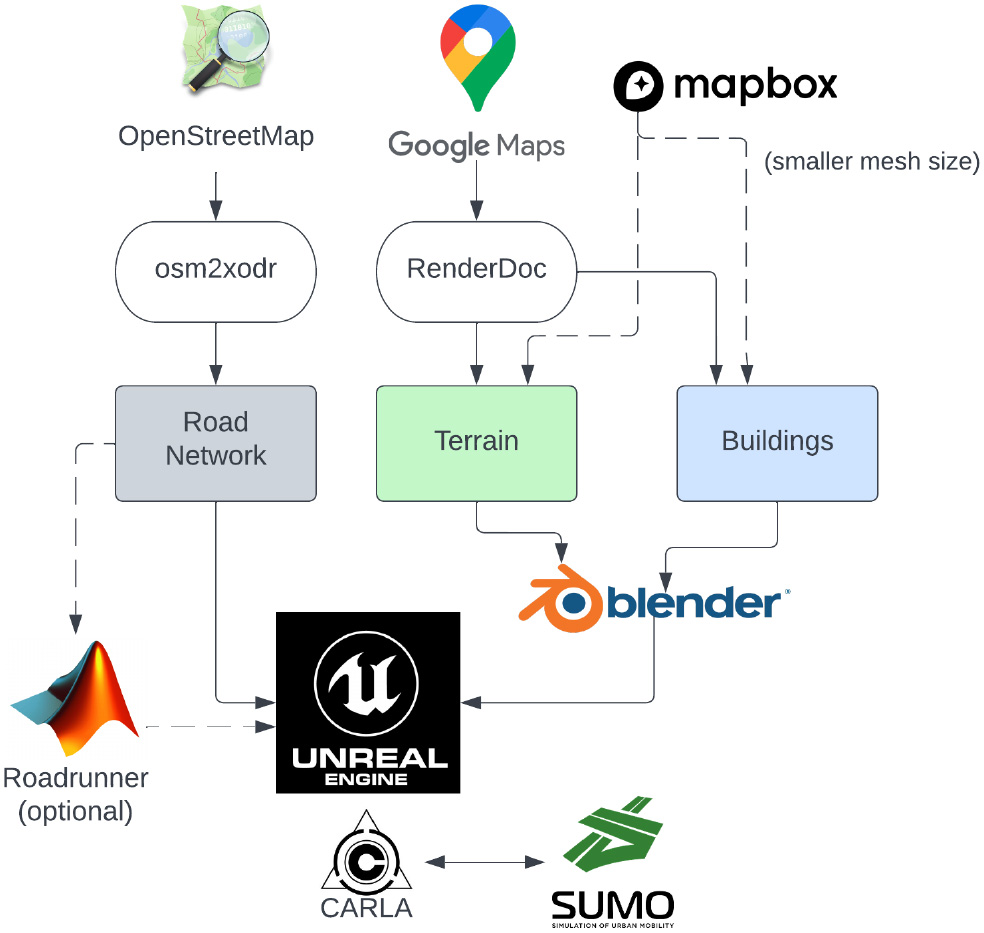 mapbox
OpenStreetMap
Google Maps
(smaller mesh size)
osm2xodr
RenderDoc
Road
Network
Terrain
Buildings
blender®
UNREAL
ENGINE
Roadrunner
(optional)
CARLA
SUMO
SIMULATION OF URBAN MOBILITY